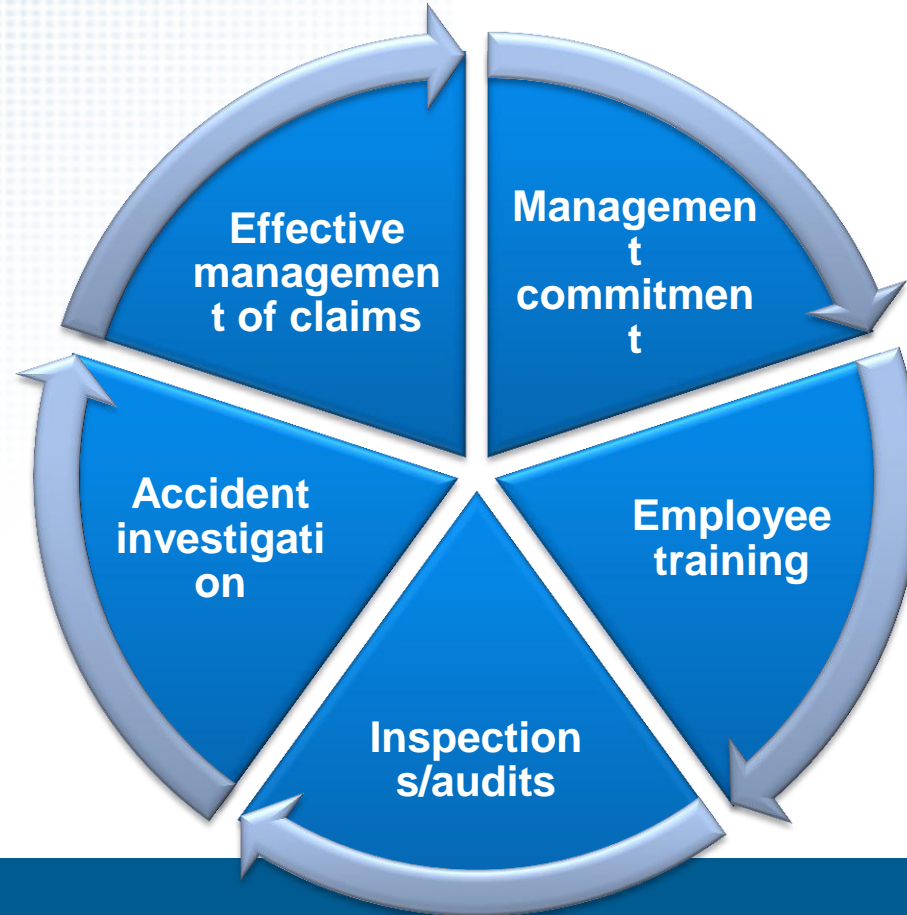 Effective
managemen
t of claims
Managemen
t
commitmen
t
Accident
investigati
on
Employee
training
Inspection
s/audits